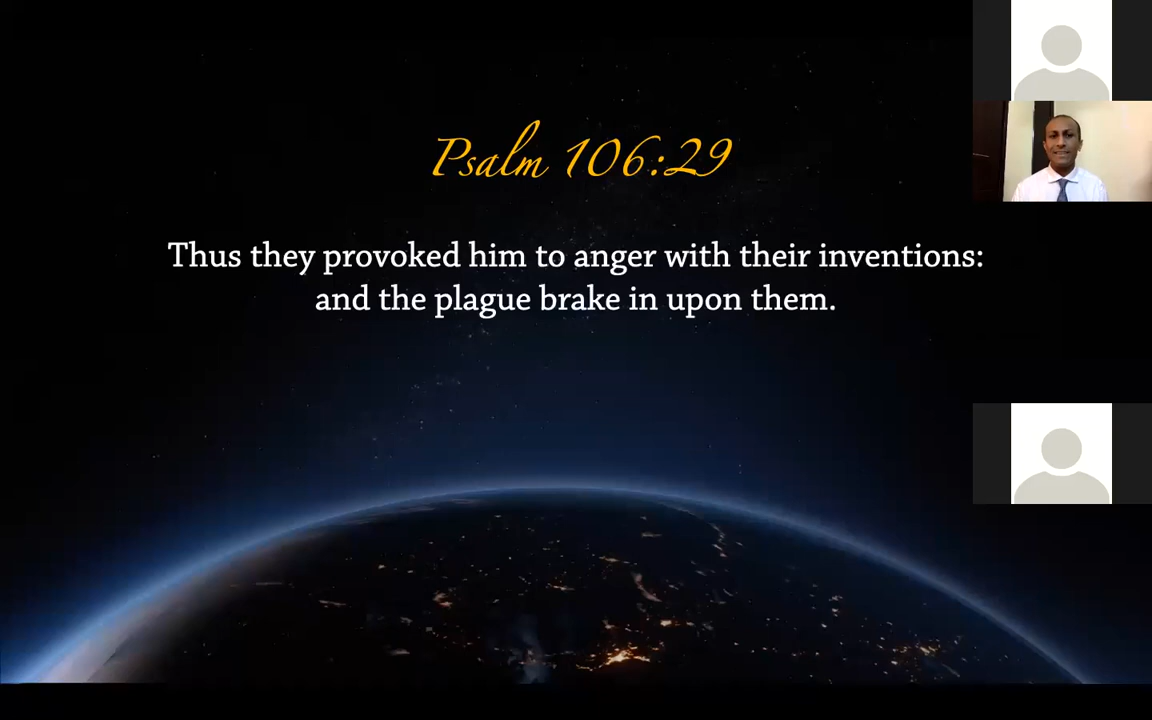 Psalm 106:29
Thus they provoked him to anger with their inventions:
and the plague brake in upon them.